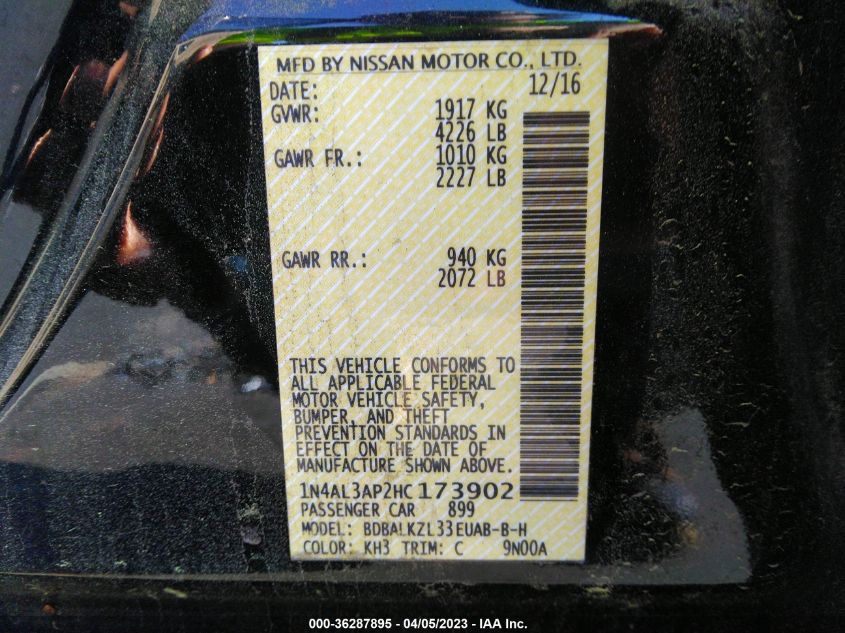 MFD BY NISSAN MOTOR CO., LTD.
DATE: 12/16
GVWR: 1917 KG
4226 LB
GAWR FR.: 1010 KG
2227 LB
GAWR RR.: 940 KG
2072 LB
THIS VEHICLE CONFORMS TO
ALL APPLICABLE FEDERAL
MOTOR VEHICLE SAFETY,
BUMPER, AND THEFT
PREVENTION STANDARDS IN
EFFECT ON THE DATE OF
MANUFACTURE SHOWN ABOVE.
1N4AL3AP2HC173902
PASSENGER CAR 899
MODEL: BDBALKZL33EUAB-B-H
COLOR: KH3 TRIM: C 9N00A
000-36287895 - 04/05/2023 - IAA Inc.